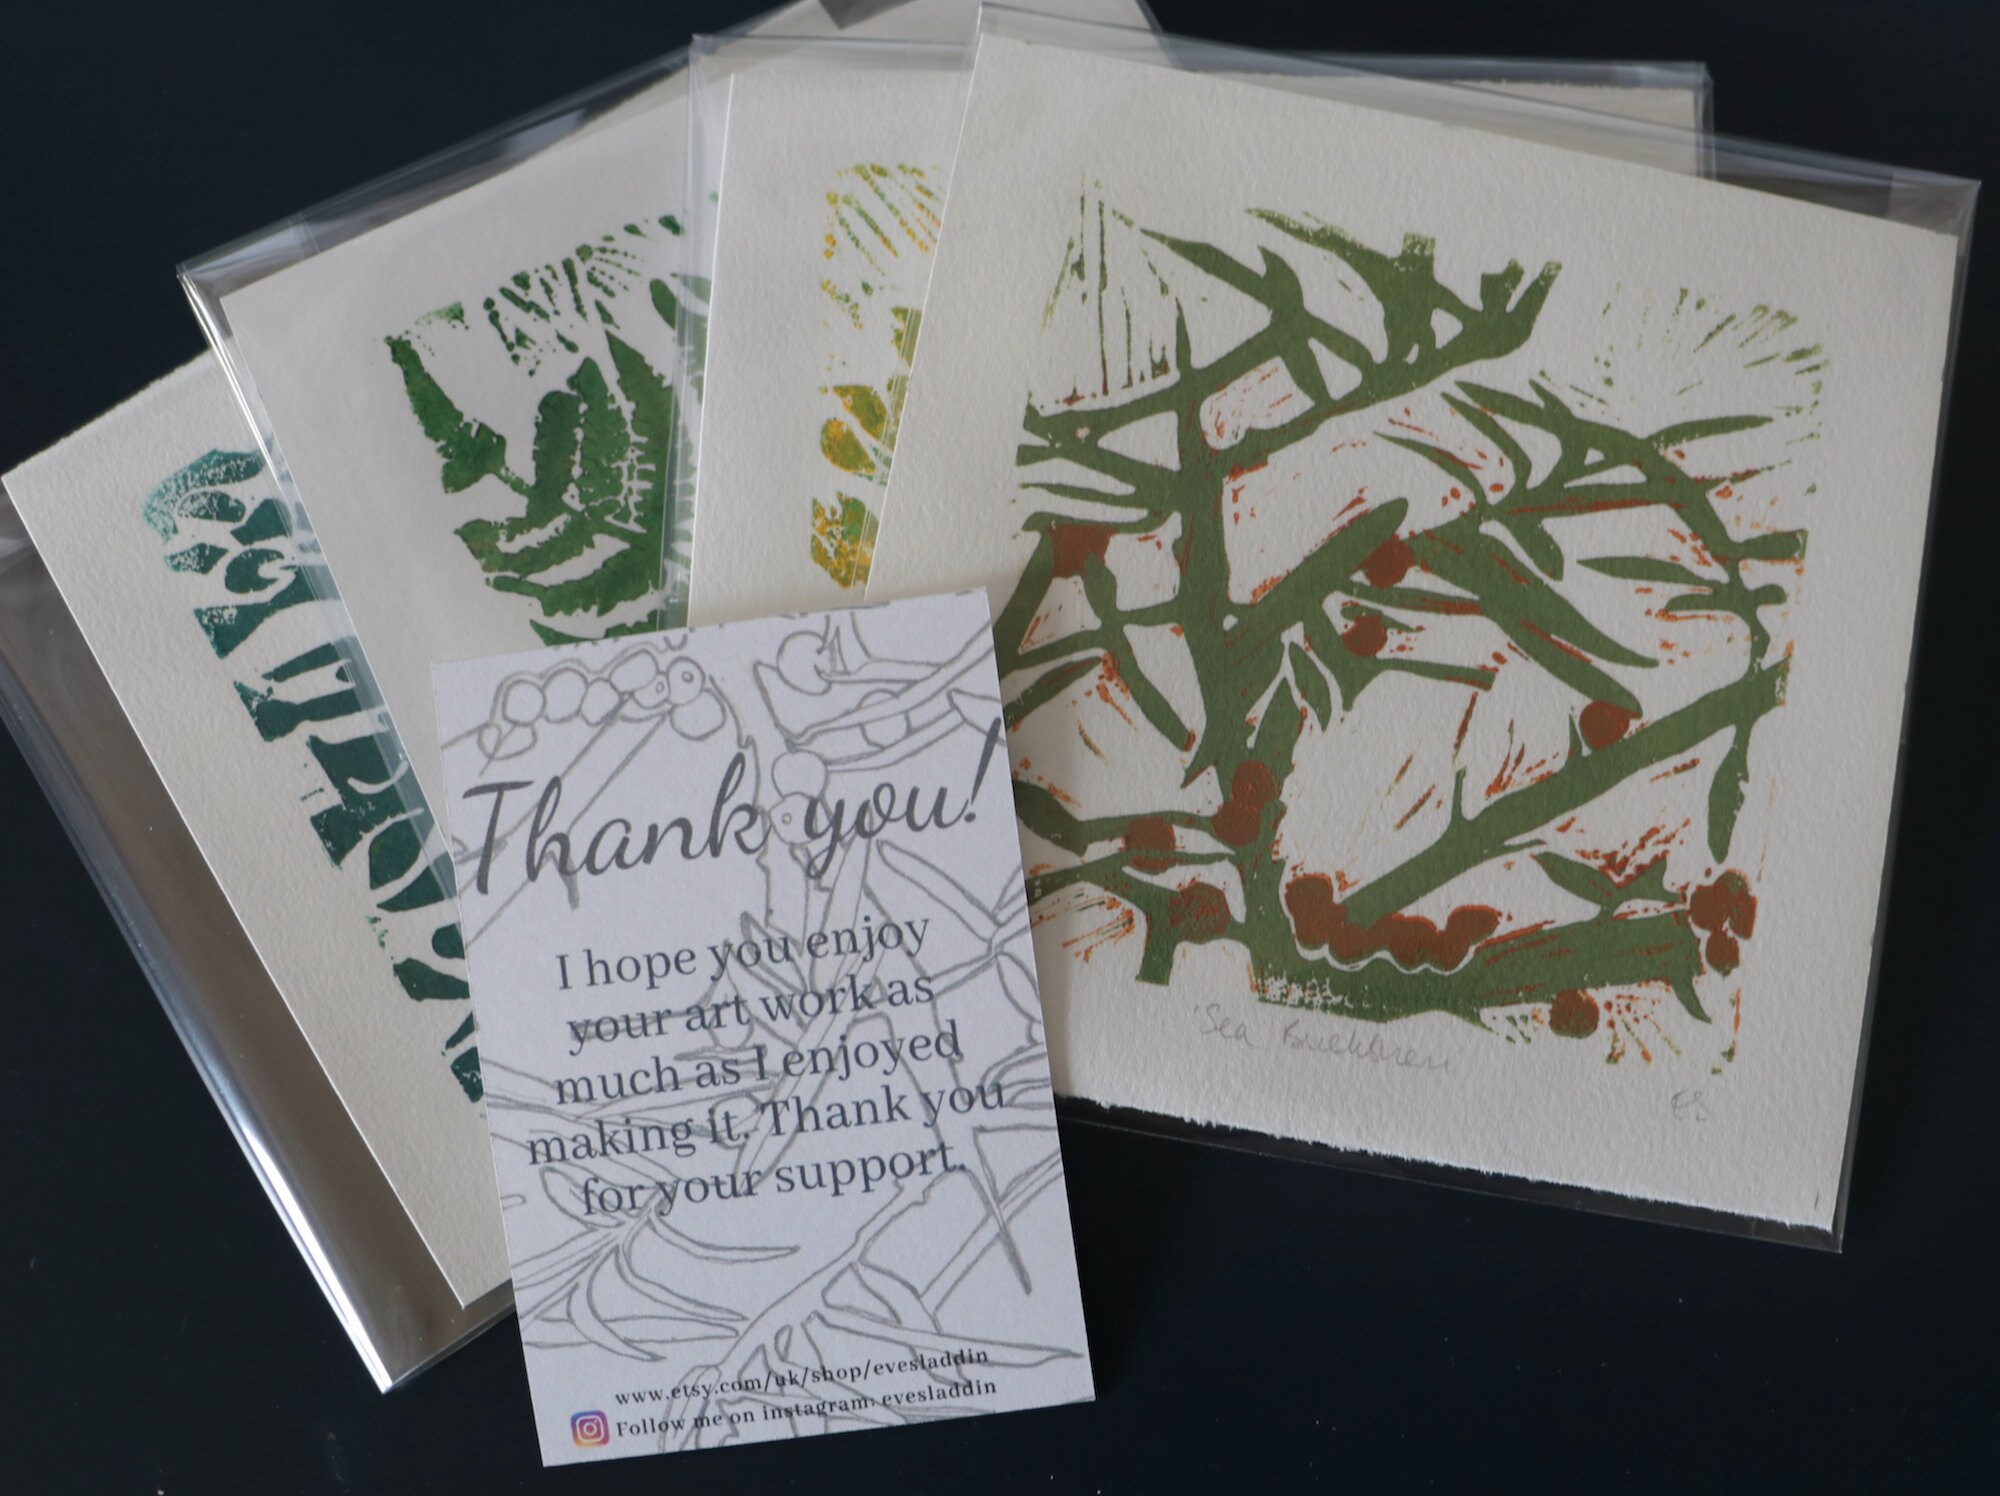 Thank you!
I hope you enjoy
your art work as
much as I enjoyed
making it. Thank you
for your support.
www.etsy.com/uk/shop/evesladdin
Follow me on instagram: evesladdin
'Sea
ES